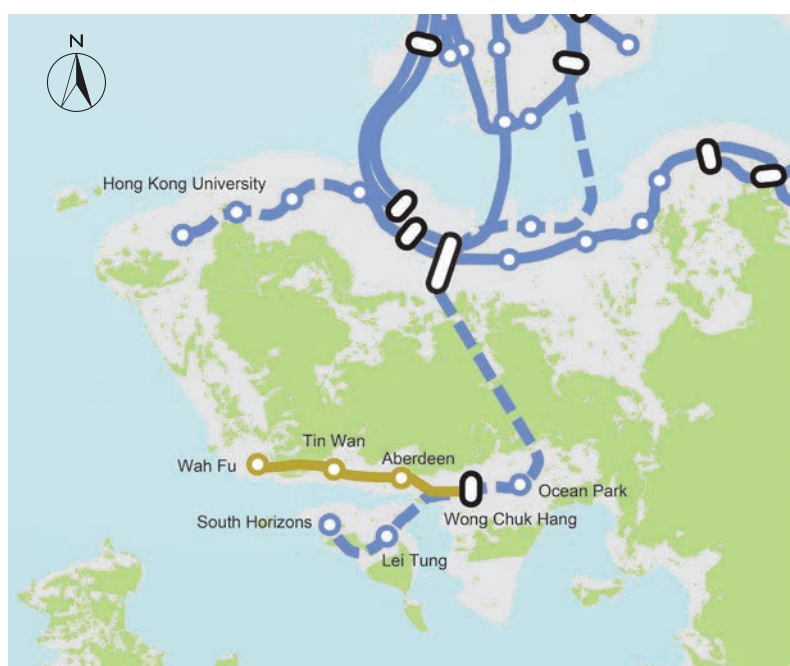 N
Hong Kong University
Tin Wan
Wah Fu
Aberdeen
Ocean Park
South Horizons
Wong Chuk Hang
Lei Tung